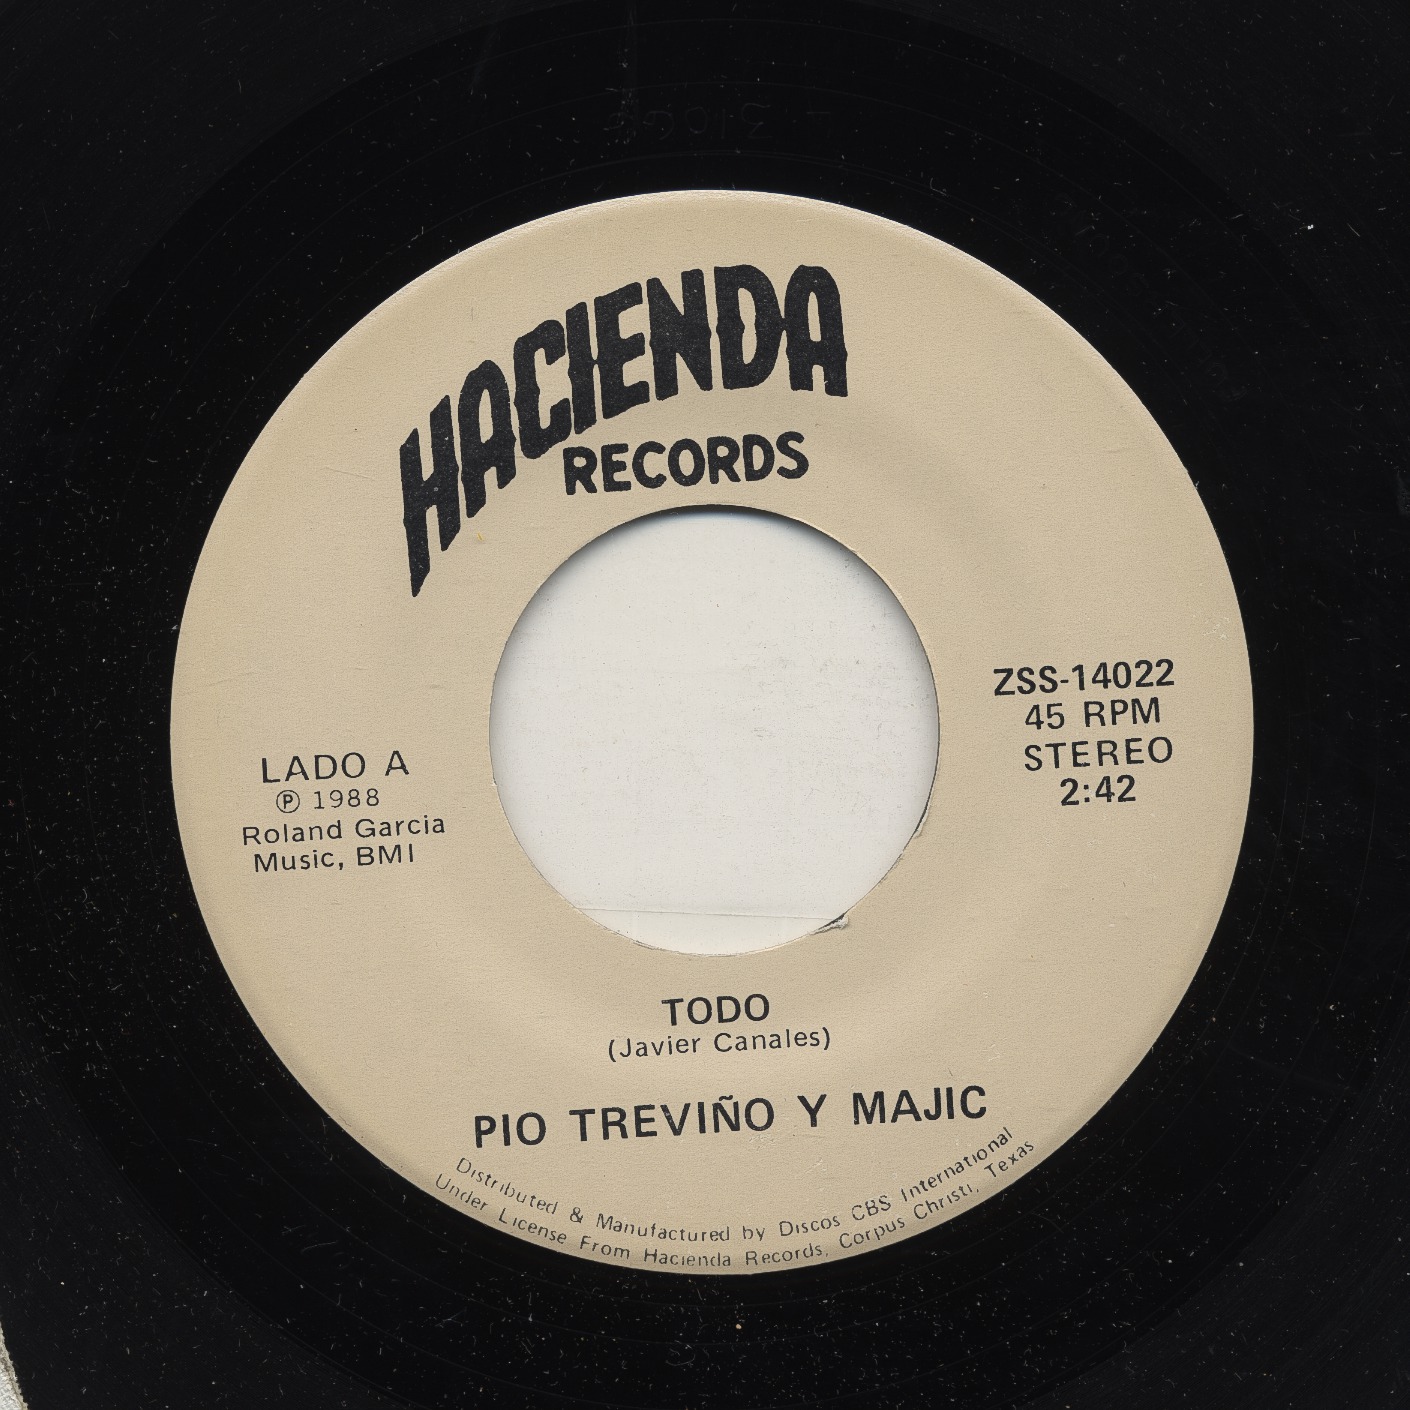 HACIENDA
RECORDS
LADO A
℗ 1988
Roland Garcia
Music, BMI
ZSS-14022
45 RPM
STEREO
2:42
TODO
(Javier Canales)
PIO TREVIÑO Y MAJIC
Distributed & Manufactured by Discos CBS International
Under License From Hacienda Records, Corpus Christi, Texas